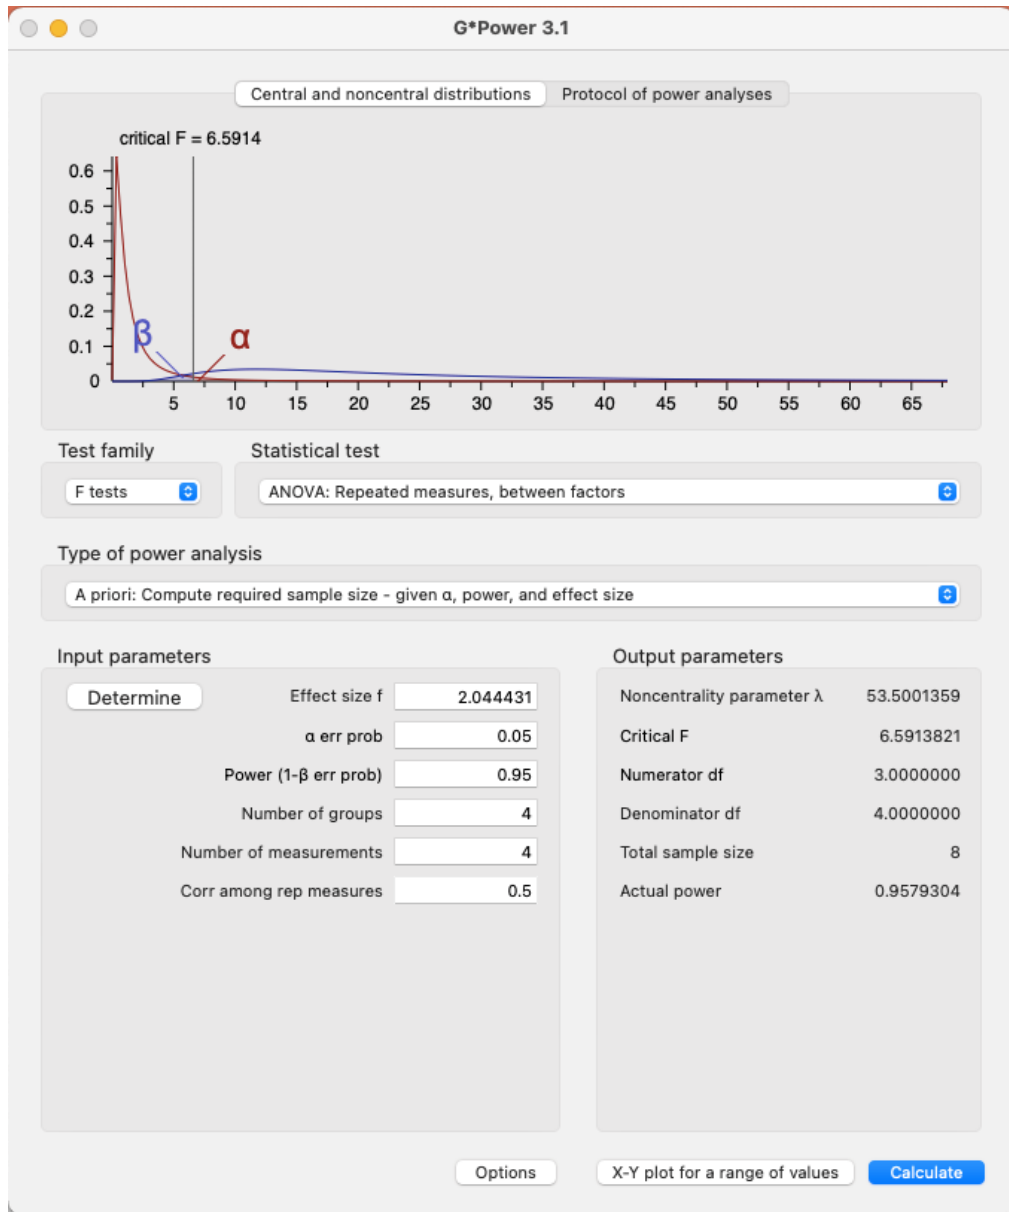 G*Power 3.1
Central and noncentral distributions Protocol of power analyses
critical F = 6.5914
0.6
0.5
0.4
0.3
0.2
0.1
0
β
α
5 10 15 20 25 30 35 40 45 50 55 60 65
Test family Statistical test
F tests ANOVA: Repeated measures, between factors
Type of power analysis
A priori: Compute required sample size - given α, power, and effect size
Input parameters Output parameters
Determine Effect size f 2.044431 Noncentrality parameter λ 53.5001359
α err prob 0.05 Critical F 6.5913821
Power (1-β err prob) 0.95 Numerator df 3.0000000
Number of groups 4 Denominator df 4.0000000
Number of measurements 4 Total sample size 8
Corr among rep measures 0.5 Actual power 0.9579304
Options X-Y plot for a range of values Calculate